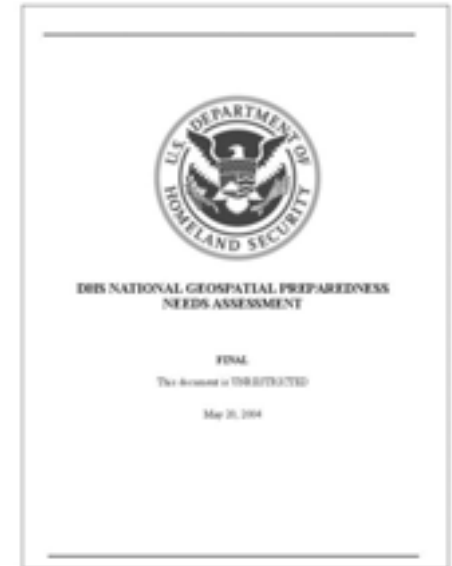 U.S. DEPARTMENT OF
HOMELAND SECURITY
DHS NATIONAL GEOSPATIAL PREPAREDNESS
NEEDS ASSESSMENT
FINAL
This document is UNRESTRICTED
May 2004